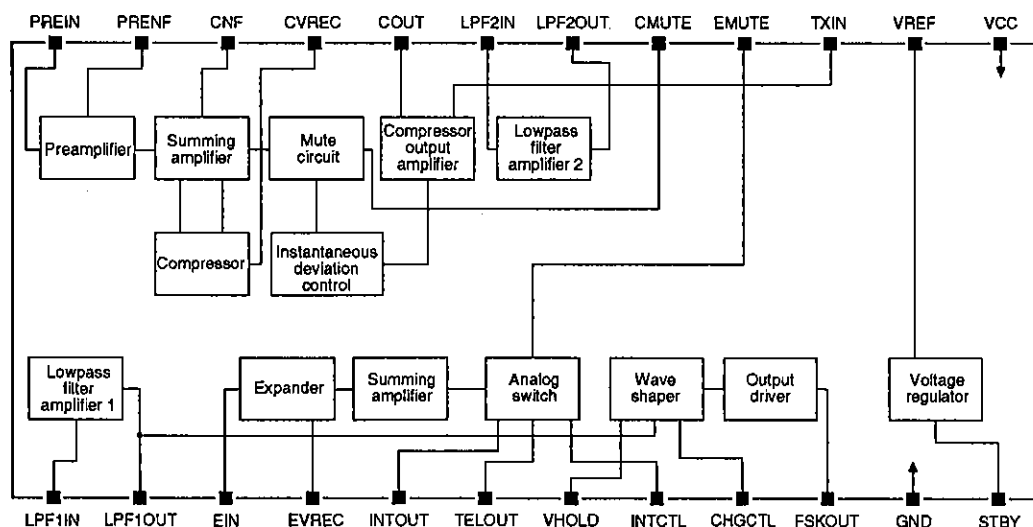 PREIN PRENF CNF CVREC COUT LPF2IN LPF2OUT CMUTE EMUTE TXIN VREF VCC
Preamplifier
Summing
amplifier
Mute
circuit
Compressor
output
amplifier
Lowpass
filter
amplifier 2
Compressor
Instantaneous
deviation
control
Lowpass
filter
amplifier 1
Expander
Summing
amplifier
Analog
switch
Wave
shaper
Output
driver
Voltage
regulator
LPF1IN LPF1OUT EIN EVREC INTOUT TELOUT VHOLD INTCTL CHGCTL FSKOUT GND STBY